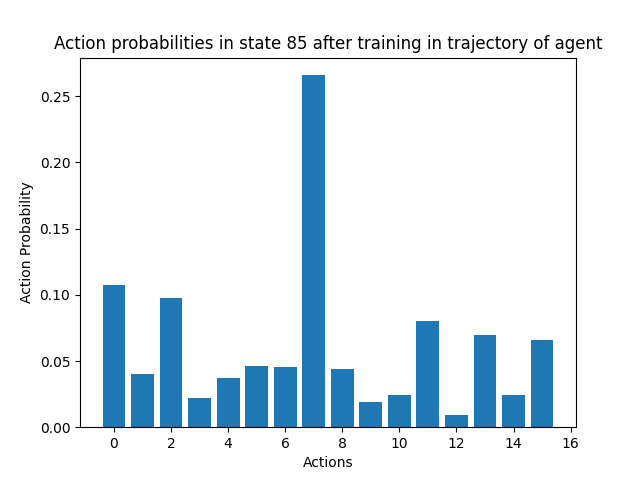 Action probabilities in state 85 after training in trajectory of agent
0.25
0.20
0.15
0.10
0.05
0.00
Action Probability
0 2 4 6 8 10 12 14 16
Actions